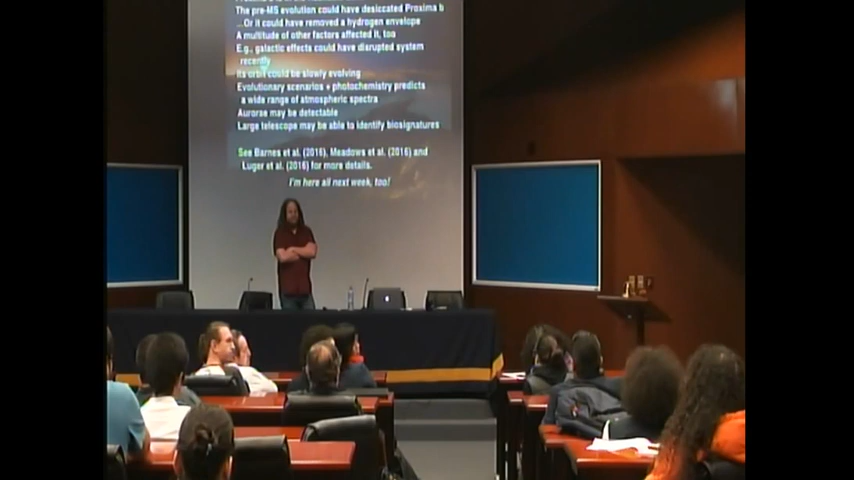 The pre-MS evolution could have desiccated Proxima b
...Or it could have removed a hydrogen envelope
A multitude of other factors affected it, too
E.g., galactic effects could have disrupted system
recently
Its orbit could be slowly evolving
Evolutionary scenarios + photochemistry predicts
a wide range of atmospheric spectra
Aurorae may be detectable
Large telescope may be able to identify biosignatures
See Barnes et al. (2016), Meadows et al. (2016) and
Luger et al. (2016) for more details.
I'm here all next week, too!